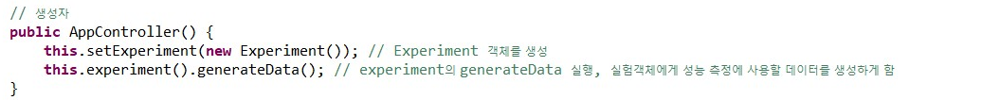 // 생성자
public AppController() {
    this.setExperiment(new Experiment()); // Experiment 객체를 생성
    this.experiment().generateData(); // experiment의 generateData 실행, 실험객체에게 성능 측정에 사용할 데이터를 생성하게 함
}